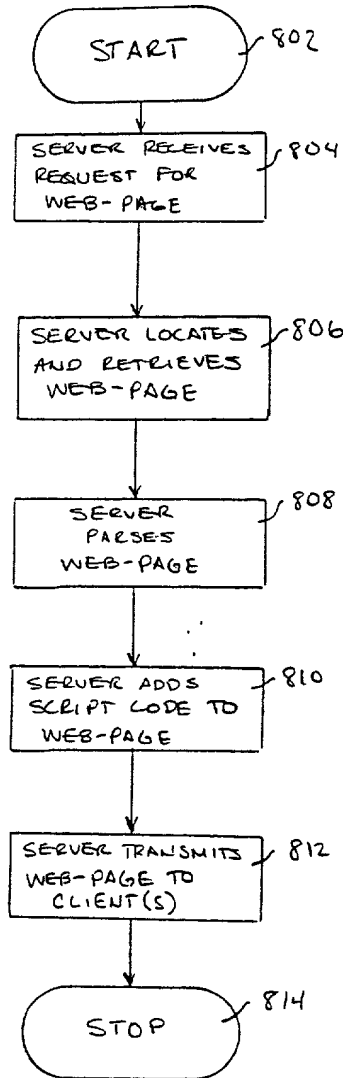 START
802
SERVER RECEIVES
REQUEST FOR
WEB-PAGE
804
SERVER LOCATES
AND RETRIEVES
WEB-PAGE
806
SERVER
PARSES
WEB-PAGE
808
SERVER ADDS
SCRIPT CODE TO
WEB-PAGE
810
SERVER TRANSMITS
WEB-PAGE TO
CLIENT(S)
812
STOP
814